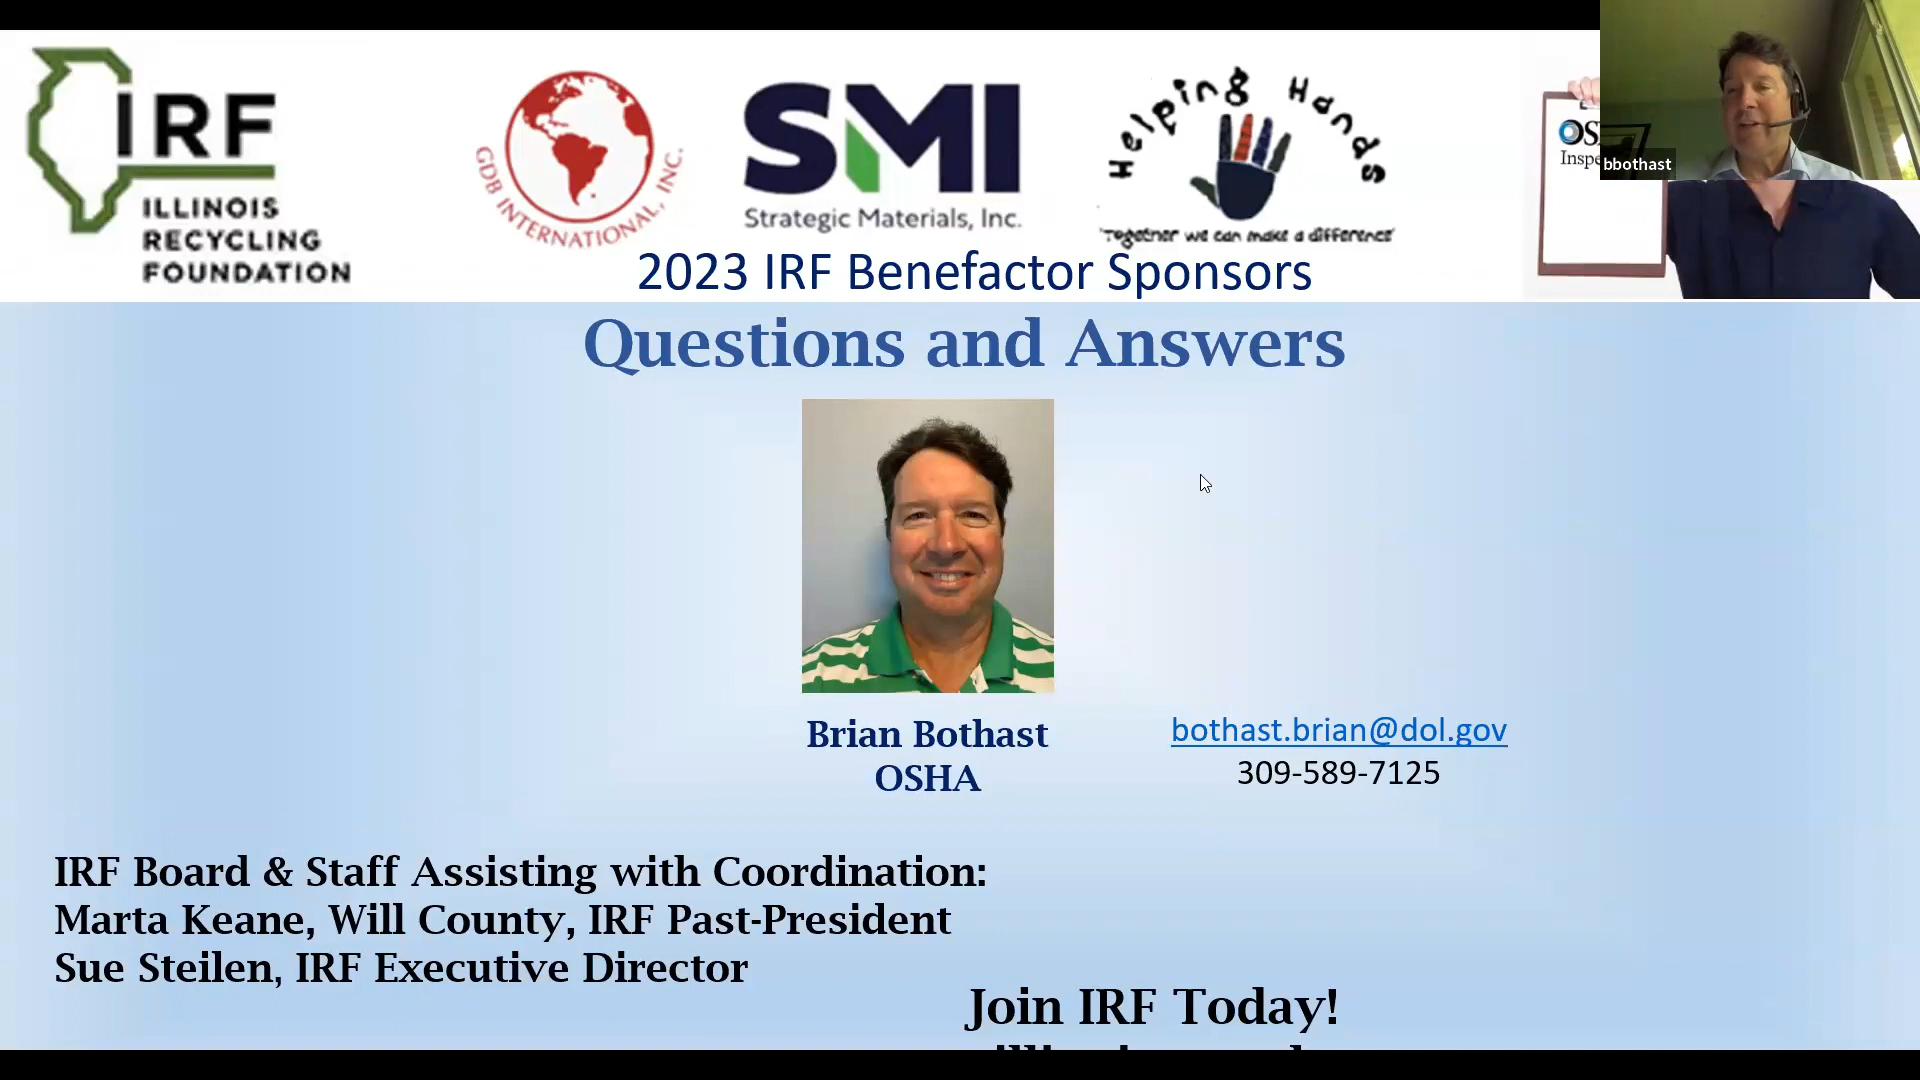 IRF
ILLINOIS
RECYCLING
FOUNDATION
GDB INTERNATIONAL, INC.
SMI
Strategic Materials, Inc.
Helping Hands
"Together we can make a difference"
2023 IRF Benefactor Sponsors
OS
Inspe
bbothast
Questions and Answers
Brian Bothast
OSHA
bothast.brian@dol.gov
309-589-7125
IRF Board & Staff Assisting with Coordination:
Marta Keane, Will County, IRF Past-President
Sue Steilen, IRF Executive Director
Join IRF Today!